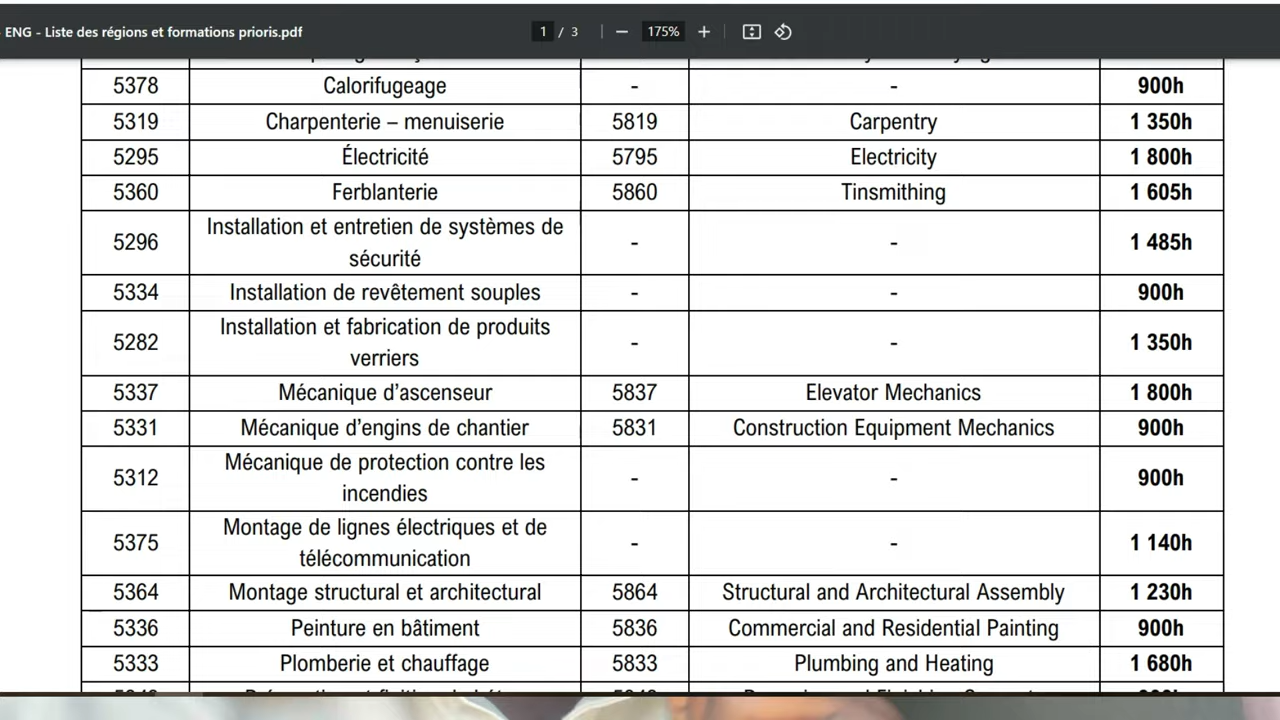 ENG - Liste des régions et formations prioris.pdf 1 / 3 175%
5378 Calorifugeage - - 900h
5319 Charpenterie – menuiserie 5819 Carpentry 1 350h
5295 Électricité 5795 Electricity 1 800h
5360 Ferblanterie 5860 Tinsmithing 1 605h
5296 Installation et entretien de systèmes de
sécurité - - 1 485h
5334 Installation de revêtement souples - - 900h
5282 Installation et fabrication de produits
verriers - - 1 350h
5337 Mécanique d'ascenseur 5837 Elevator Mechanics 1 800h
5331 Mécanique d'engins de chantier 5831 Construction Equipment Mechanics 900h
5312 Mécanique de protection contre les
incendies - - 900h
5375 Montage de lignes électriques et de
télécommunication - - 1 140h
5364 Montage structural et architectural 5864 Structural and Architectural Assembly 1 230h
5336 Peinture en bâtiment 5836 Commercial and Residential Painting 900h
5333 Plomberie et chauffage 5833 Plumbing and Heating 1 680h